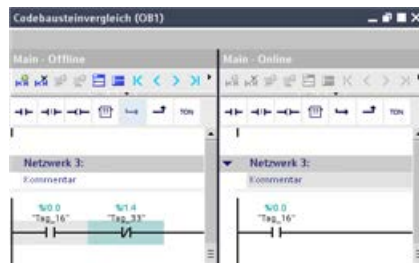 Codebausteinvergleich (OB1)
Main - Offline
TON
Netzwerk 3:
Kommentar
%I0.0 %I1.4
"Tag_16" "Tag_33"
Main - Online
TON
Netzwerk 3:
Kommentar
%I0.0
"Tag_16"